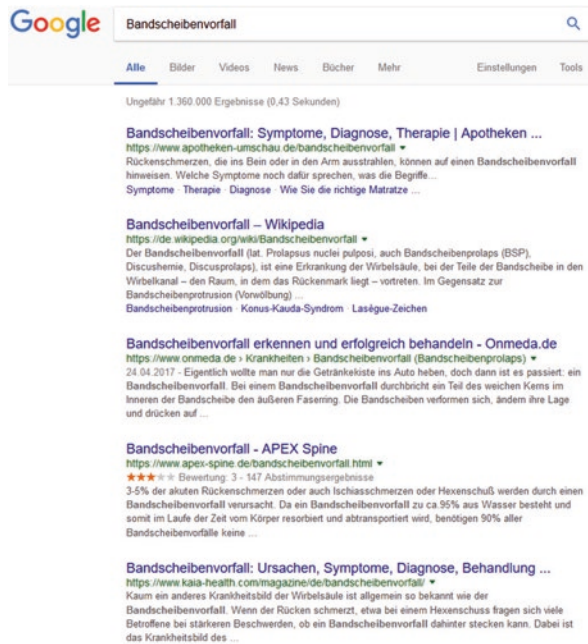 Google Bandscheibenvorfall
Alle Bilder Videos News Bücher Mehr Einstellungen Tools
Ungefähr 1.360.000 Ergebnisse (0,43 Sekunden)
Bandscheibenvorfall: Symptome, Diagnose, Therapie | Apotheken ...
https://www.apotheken-umschau.de/bandscheibenvorfall
Rückenschmerzen, die ins Bein oder in den Arm ausstrahlen, können auf einen Bandscheibenvorfall
hinweisen. Welche Symptome noch dafür sprechen, was die Begriffe...
Symptome · Therapie · Diagnose · Wie Sie die richtige Matratze ...
Bandscheibenvorfall – Wikipedia
https://de.wikipedia.org/wiki/Bandscheibenvorfall
Der Bandscheibenvorfall (lat. Prolapsus nuclei pulposi, auch Bandscheibenprolaps (BSP),
Discushernie, Discusprolaps), ist eine Erkrankung der Wirbelsäule, bei der Teile der Bandscheibe in den
Wirbelkanal – den Raum, in dem das Rückenmark liegt – vortreten. Im Gegensatz zur
Bandscheibenprotrusion (Vorwölbung) ...
Bandscheibenprotrusion · Konus-Kauda-Syndrom · Lasègue-Zeichen
Bandscheibenvorfall erkennen und erfolgreich behandeln - Onmeda.de
https://www.onmeda.de › Krankheiten › Bandscheibenvorfall (Bandscheibenprolaps)
24.04.2017 - Eigentlich wollte man nur die Getränkekiste ins Auto heben, doch dann ist es passiert: ein
Bandscheibenvorfall. Bei einem Bandscheibenvorfall durchbricht ein Teil des weichen Kerns im
Inneren der Bandscheibe den äußeren Faserring. Die Bandscheiben verformen sich, ändern ihre Lage
und drücken auf ...
Bandscheibenvorfall - APEX Spine
https://www.apex-spine.de/bandscheibenvorfall.html
Bewertung: 3 - 147 Abstimmungsergebnisse
3-5% der akuten Rückenschmerzen oder auch Ischiasschmerzen oder Hexenschuß werden durch einen
Bandscheibenvorfall verursacht. Da ein Bandscheibenvorfall zu ca.95% aus Wasser besteht und
somit im Laufe der Zeit vom Körper resorbiert und abtransportiert wird, benötigen 90% aller
Bandscheibenvorfälle keine ...
Bandscheibenvorfall: Ursachen, Symptome, Diagnose, Behandlung ...
https://www.kaia-health.com/magazine/de/bandscheibenvorfall/
Kaum ein anderes Krankheitsbild der Wirbelsäule ist allgemein so bekannt wie der
Bandscheibenvorfall. Wenn der Rücken schmerzt, etwa bei einem Hexenschuss fragen sich viele
Betroffene bei stärkeren Beschwerden, ob ein Bandscheibenvorfall dahinter stecken kann. Dabei ist
das Krankheitsbild des ...